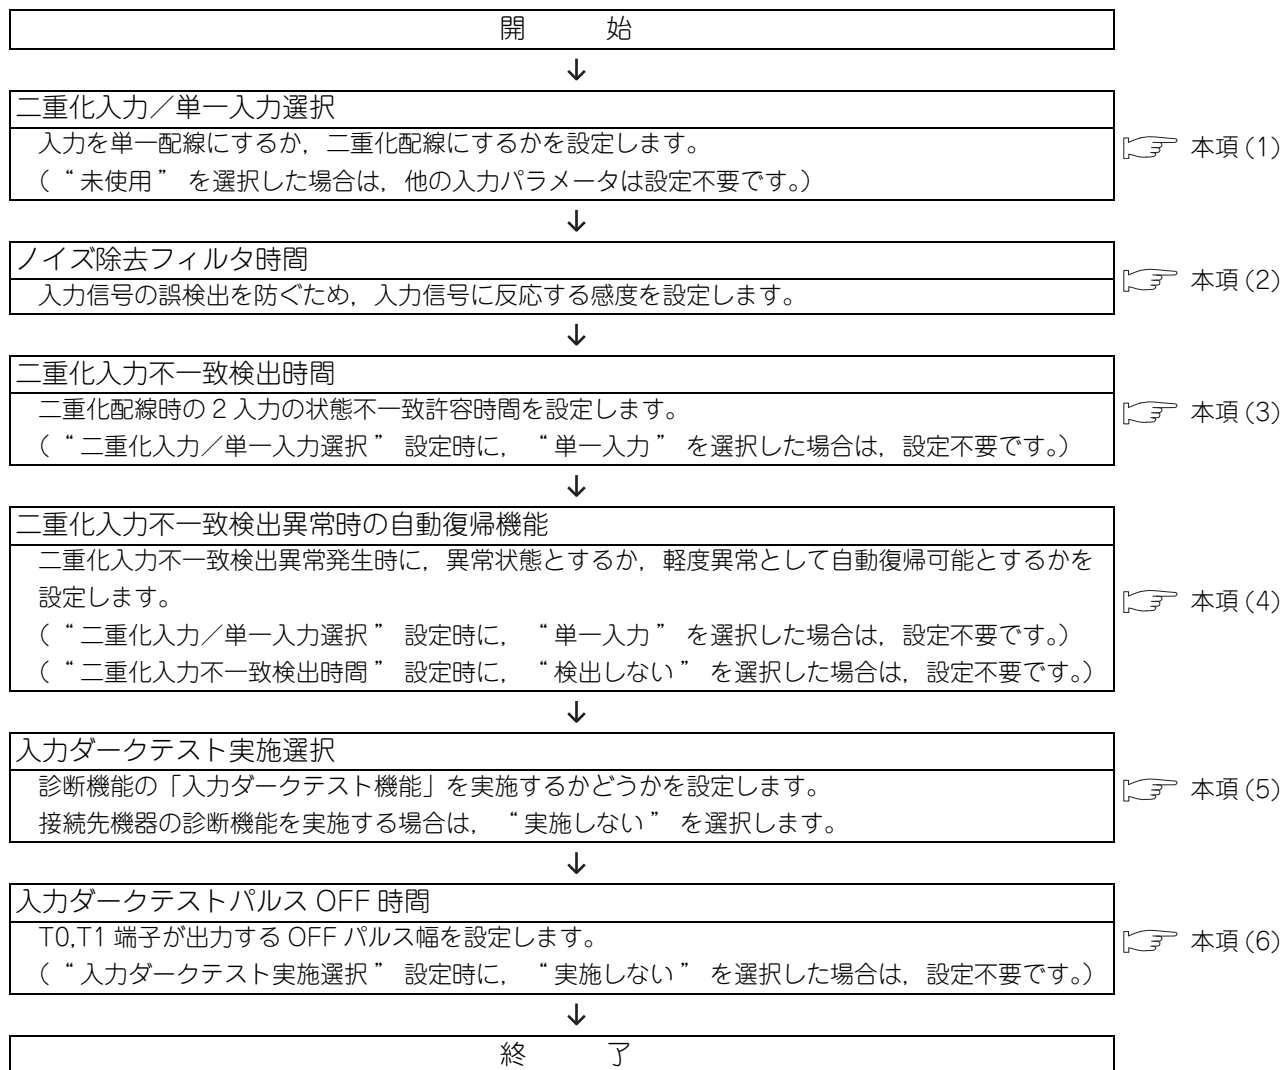 開　始
↓
二重化入力／単一入力選択
入力を単一配線にするか，二重化配線にするかを設定します。
（“未使用”を選択した場合は，他の入力パラメータは設定不要です。）
本項(1)
↓
ノイズ除去フィルタ時間
入力信号の誤検出を防ぐため，入力信号に反応する感度を設定します。
本項(2)
↓
二重化入力不一致検出時間
二重化配線時の2入力の状態不一致許容時間を設定します。
（“二重化入力／単一入力選択”設定時に，“単一入力”を選択した場合は，設定不要です。）
本項(3)
↓
二重化入力不一致検出異常時の自動復帰機能
二重化入力不一致検出異常発生時に，異常状態とするか，軽度異常として自動復帰可能とするかを
設定します。
（“二重化入力／単一入力選択”設定時に，“単一入力”を選択した場合は，設定不要です。）
（“二重化入力不一致検出時間”設定時に，“検出しない”を選択した場合は，設定不要です。）
本項(4)
↓
入力ダークテスト実施選択
診断機能の「入力ダークテスト機能」を実施するかどうかを設定します。
接続先機器の診断機能を実施する場合は，“実施しない”を選択します。
本項(5)
↓
入力ダークテストパルス OFF 時間
T0,T1 端子が出力する OFF パルス幅を設定します。
（“入力ダークテスト実施選択”設定時に，“実施しない”を選択した場合は，設定不要です。）
本項(6)
↓
終　了